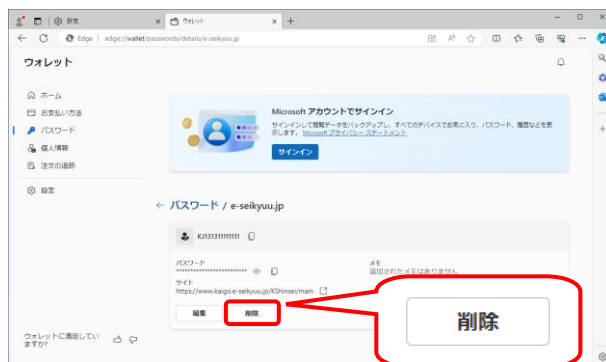 設定
ウォレット
Edge edge://wallet/passwords/details/e-seikyuu.jp
ウォレット
ホーム
お支払い方法
パスワード
個人情報
注文の追跡
設定
Microsoft アカウントでサインイン
サインインして閲覧データをバックアップし、すべてのデバイスでお気に入り、パスワード、履歴などを表
示します。 Microsoft プライバシー ステートメント
サインイン
パスワード / e-seikyuu.jp
パスワード
メモ
追加されたメモはありません
サイト
https://www.kaigo.e-seikyuu.jp/KShinsei/main
編集
削除
削除
ウォレットに満足してい
ますか?